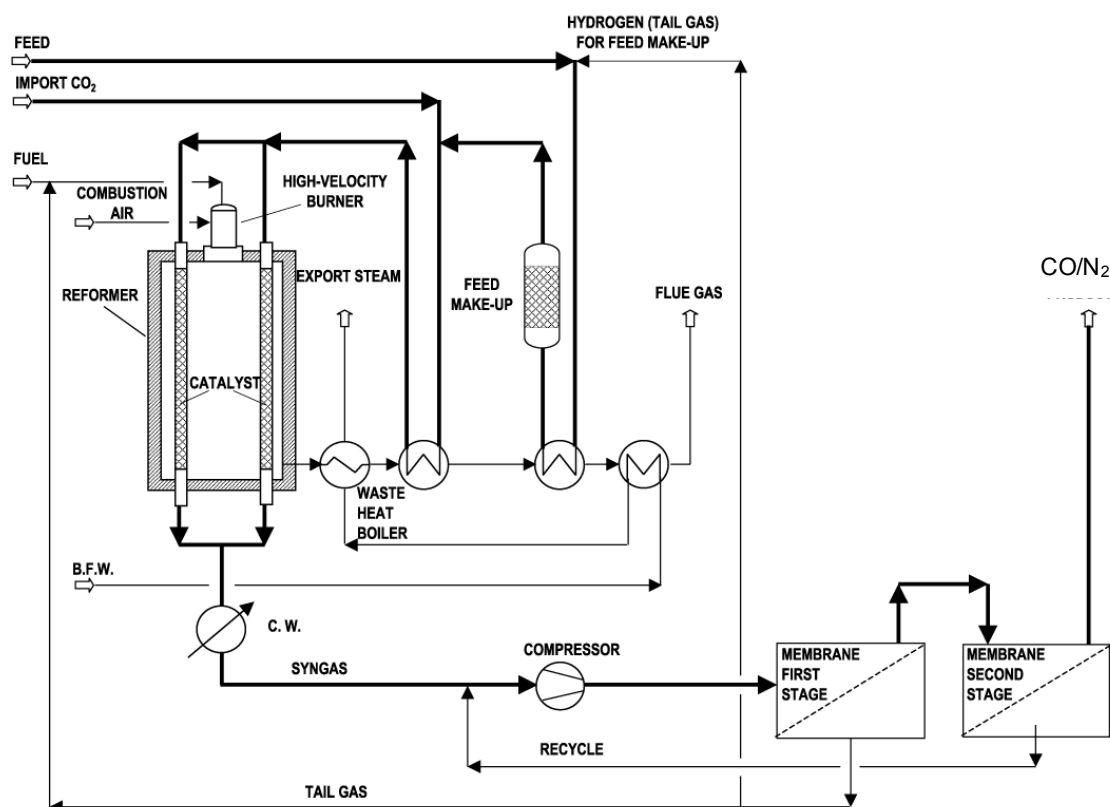 HYDROGEN (TAIL GAS)
FOR FEED MAKE-UP
FEED
IMPORT CO₂
FUEL
COMBUSTION
AIR
HIGH-VELOCITY
BURNER
EXPORT STEAM
FEED
MAKE-UP
FLUE GAS
CO/N₂
REFORMER
CATALYST
WASTE
HEAT
BOILER
B.F.W.
C. W.
SYNGAS
COMPRESSOR
MEMBRANE
FIRST
STAGE
MEMBRANE
SECOND
STAGE
RECYCLE
TAIL GAS